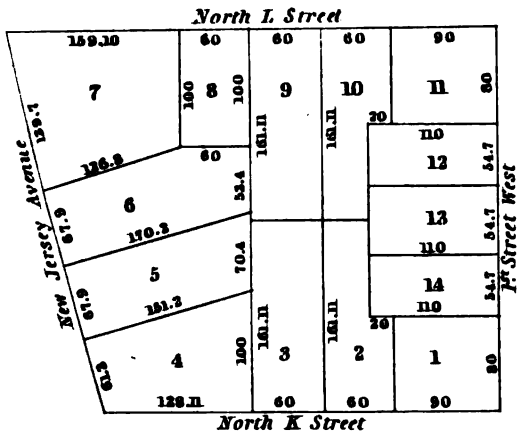 North L Street
159.10 60 60 60 90
7 100 8 100 9 10 11 80
161.11 161.11 20
139.7 110
126.8 60 12 54.7
New Jersey Avenue
6 53.4
67.9 170.2 13 54.7
110
1st Street West
5 70.4
67.9 151.2 14 54.7
110
161.11 161.11 20
61.3 4 100 3 2 1 80
128.11 60 60 90
North K Street